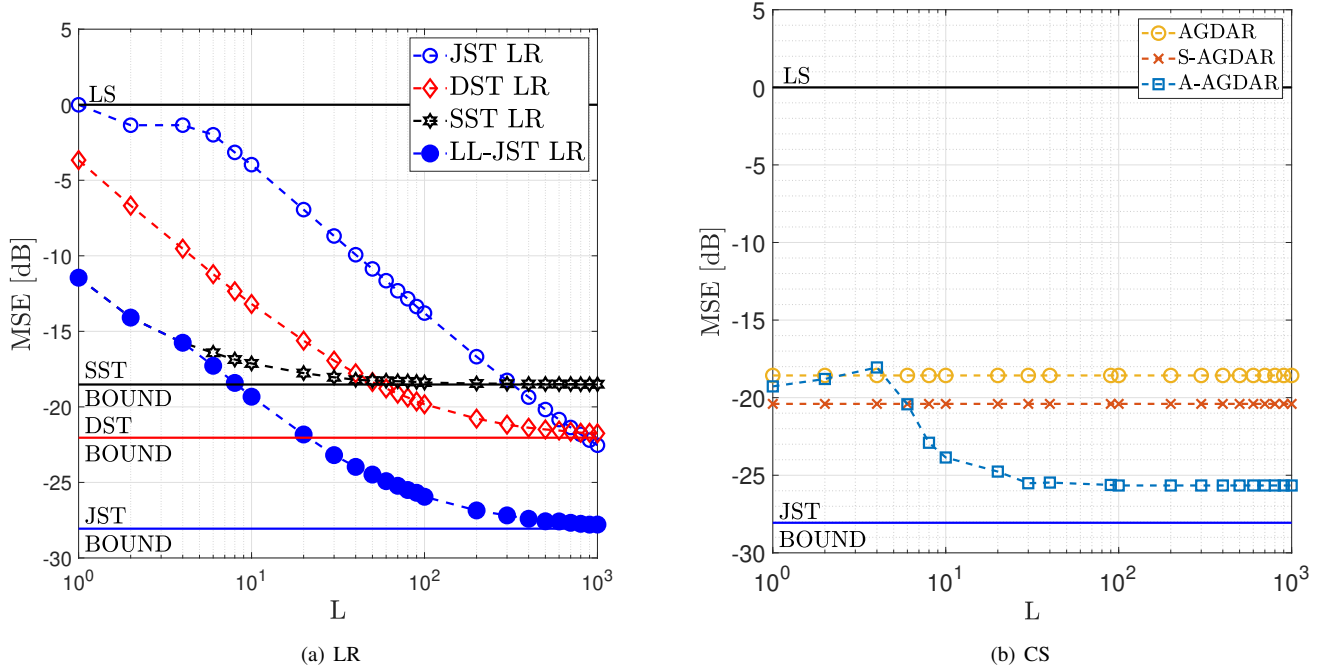 5
0
-5
-10
-15
-20
-25
-30
MSE [dB]
LS
JST LR
DST LR
SST LR
LL-JST LR
SST
BOUND
DST
BOUND
JST
BOUND
10^0
10^1
10^2
10^3
L
(a) LR
5
0
-5
-10
-15
-20
-25
-30
MSE [dB]
AGDAR
S-AGDAR
A-AGDAR
LS
JST
BOUND
10^0
10^1
10^2
10^3
L
(b) CS